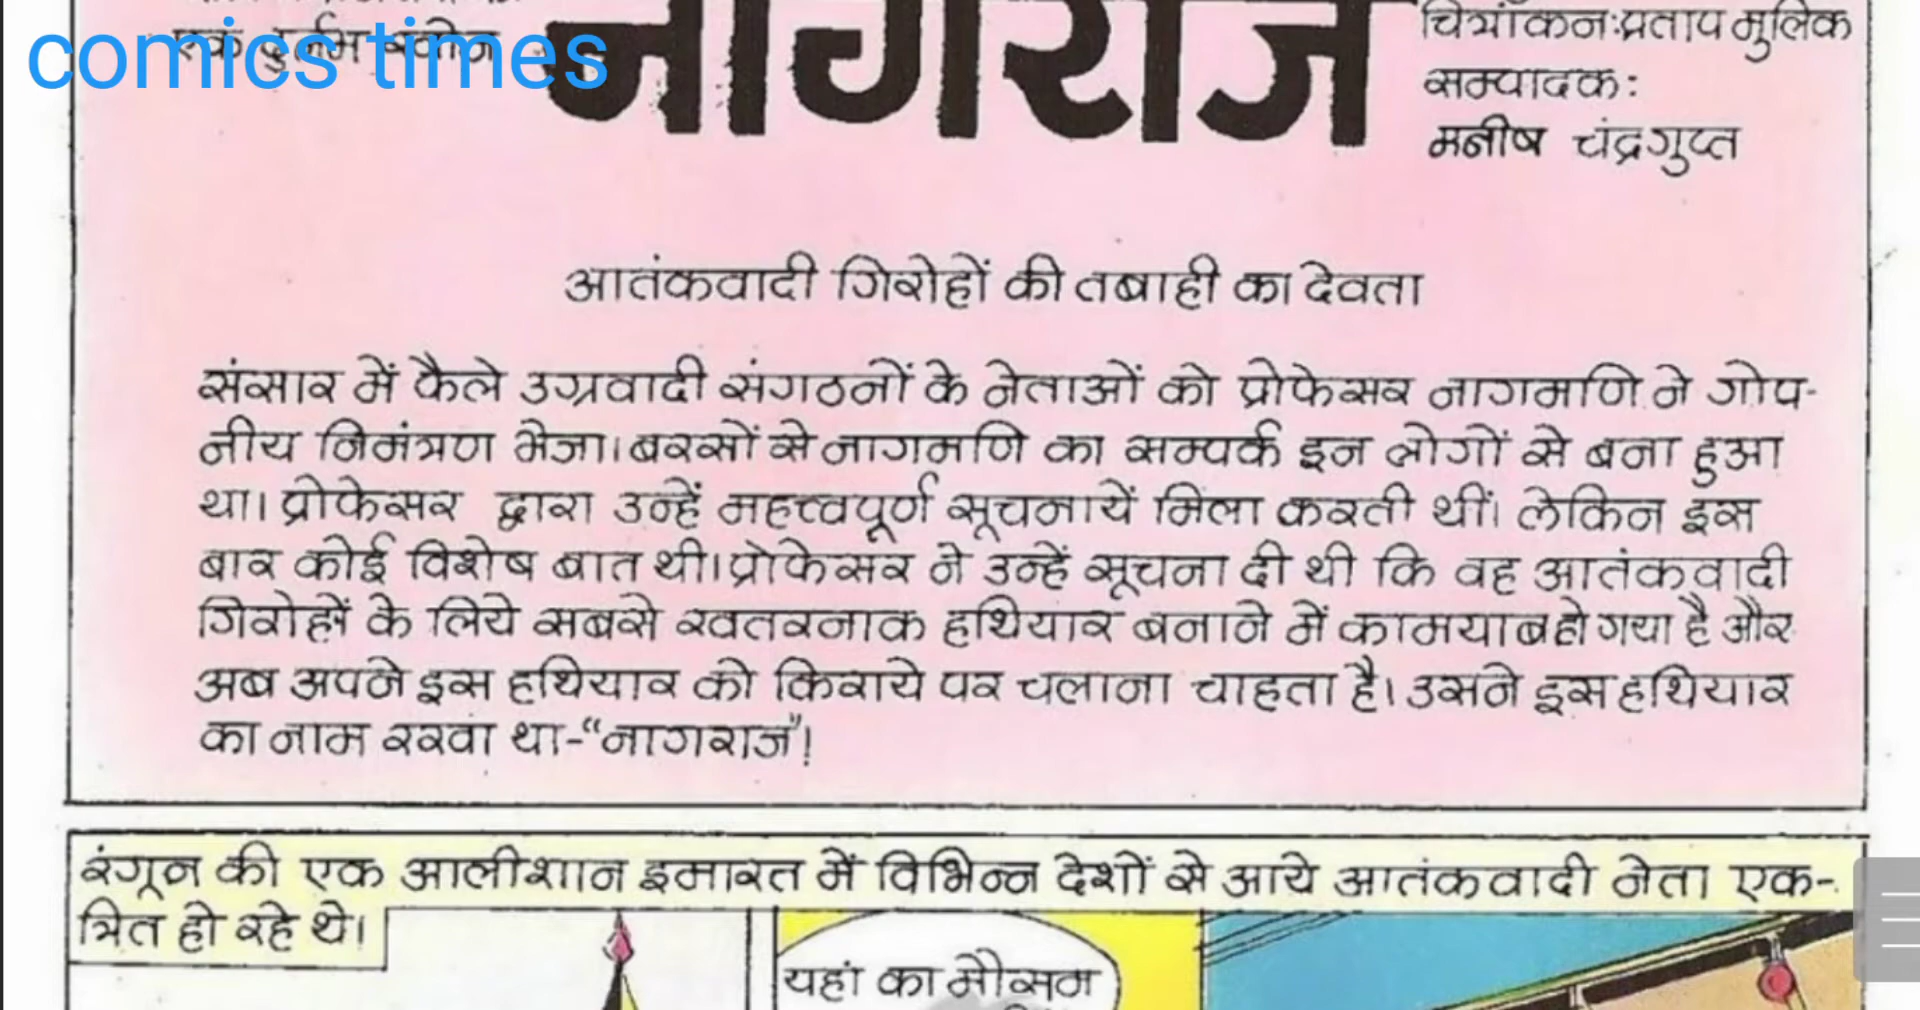 comics times
नागराज
चित्रांकन:प्रताप मुलिक
सम्पादक:
मनीष चंद्रगुप्त
आतंकवादी गिरोहों की तबाही का देवता
संसार में फैले उग्रवादी संगठनों के नेताओं को प्रोफेसर नागमणि ने गोप-
नीय निमंत्रण भेजा। बरसों से नागमणि का सम्पर्क इन लोगों से बना हुआ
था। प्रोफेसर द्वारा उन्हें महत्त्वपूर्ण सूचनायें मिला करती थीं। लेकिन इस
बार कोई विशेष बात थी। प्रोफेसर ने उन्हें सूचना दी थी कि वह आतंकवादी
गिरोहों के लिये सबसे खतरनाक हथियार बनाने में कामयाब हो गया है और
अब अपने इस हथियार को किराये पर चलाना चाहता है। उसने इस हथियार
का नाम रखा था-“नागराज”!
रंगून की एक आलीशान इमारत में विभिन्न देशों से आये आतंकवादी नेता एक-
त्रित हो रहे थे।
यहां का मौसम